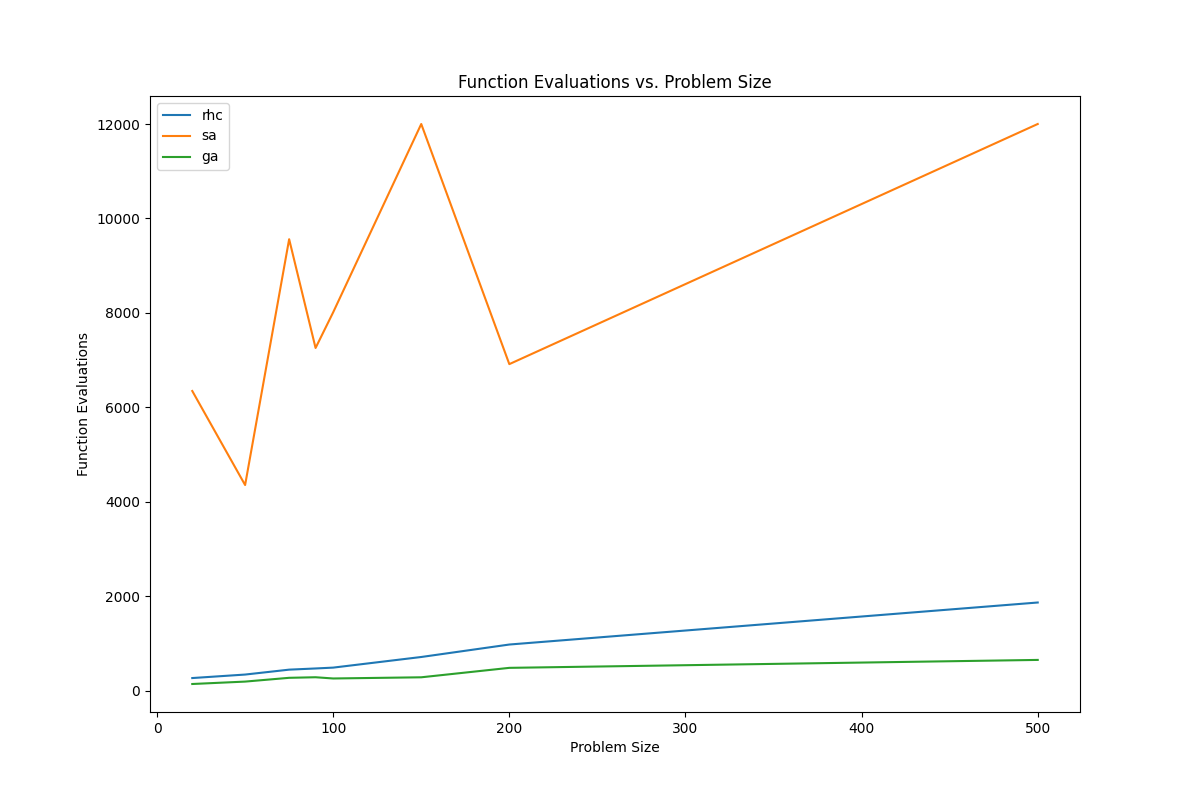 Function Evaluations vs. Problem Size
rhc
sa
ga
Function Evaluations
12000
10000
8000
6000
4000
2000
0
0 100 200 300 400 500
Problem Size